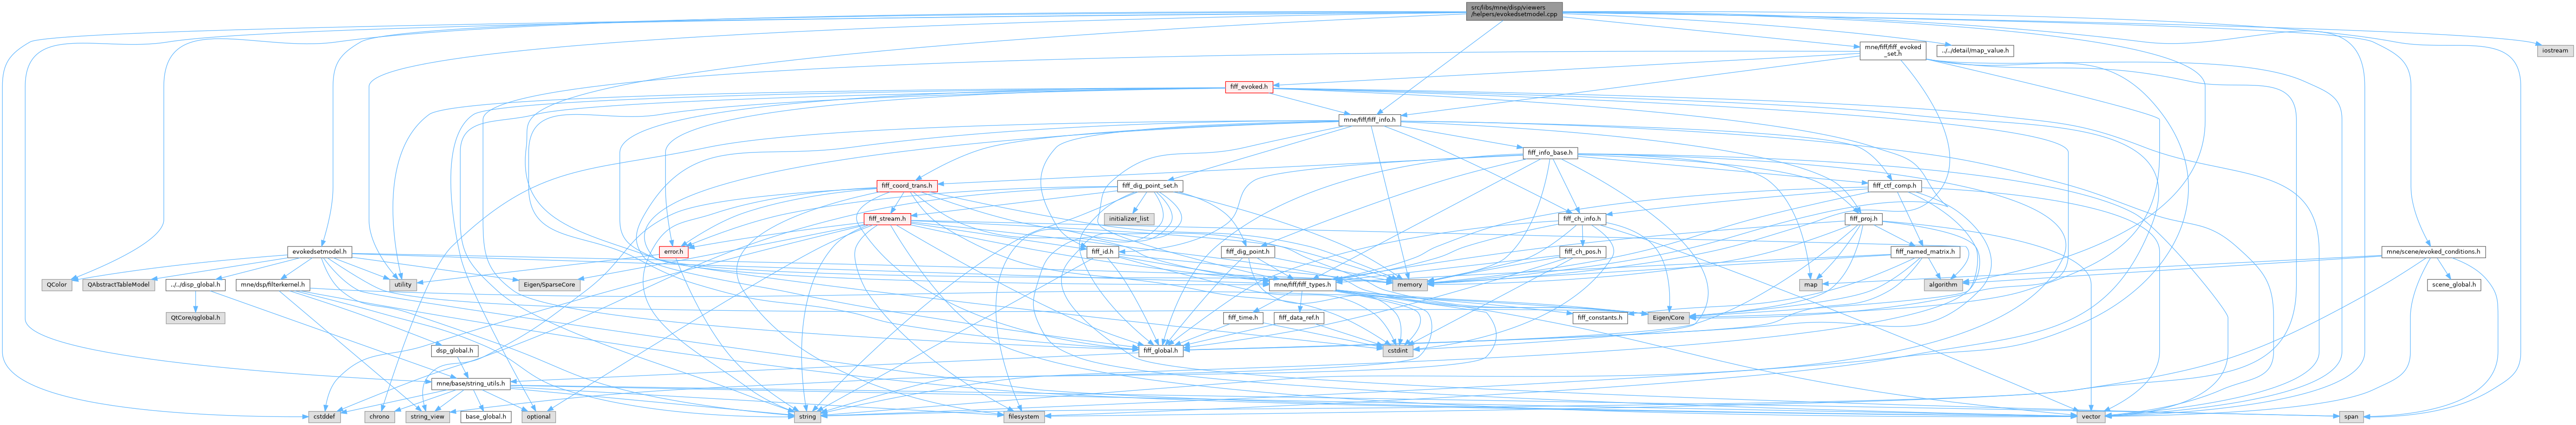 src/libs/mne/disp/viewers
/helpers/evokedsetmodel.cpp
mne/fiff/fiff_evoked
_set.h
../../detail/map_value.h
iostream
fiff_evoked.h
mne/fiff/fiff_info.h
fiff_info_base.h
fiff_coord_trans.h
fiff_dig_point_set.h
fiff_ctf_comp.h
fiff_stream.h
initializer_list
fiff_ch_info.h
fiff_proj.h
evokedsetmodel.h
error.h
fiff_id.h
fiff_dig_point.h
fiff_ch_pos.h
fiff_named_matrix.h
mne/scene/evoked_conditions.h
QColor
QAbstractTableModel
../../disp_global.h
mne/dsp/filterkernel.h
utility
Eigen/SparseCore
mne/fiff/fiff_types.h
memory
map
algorithm
scene_global.h
QtCore/qglobal.h
fiff_time.h
fiff_data_ref.h
fiff_constants.h
Eigen/Core
dsp_global.h
fiff_global.h
cstdint
mne/base/string_utils.h
cstddef
chrono
string_view
base_global.h
optional
string
filesystem
vector
span